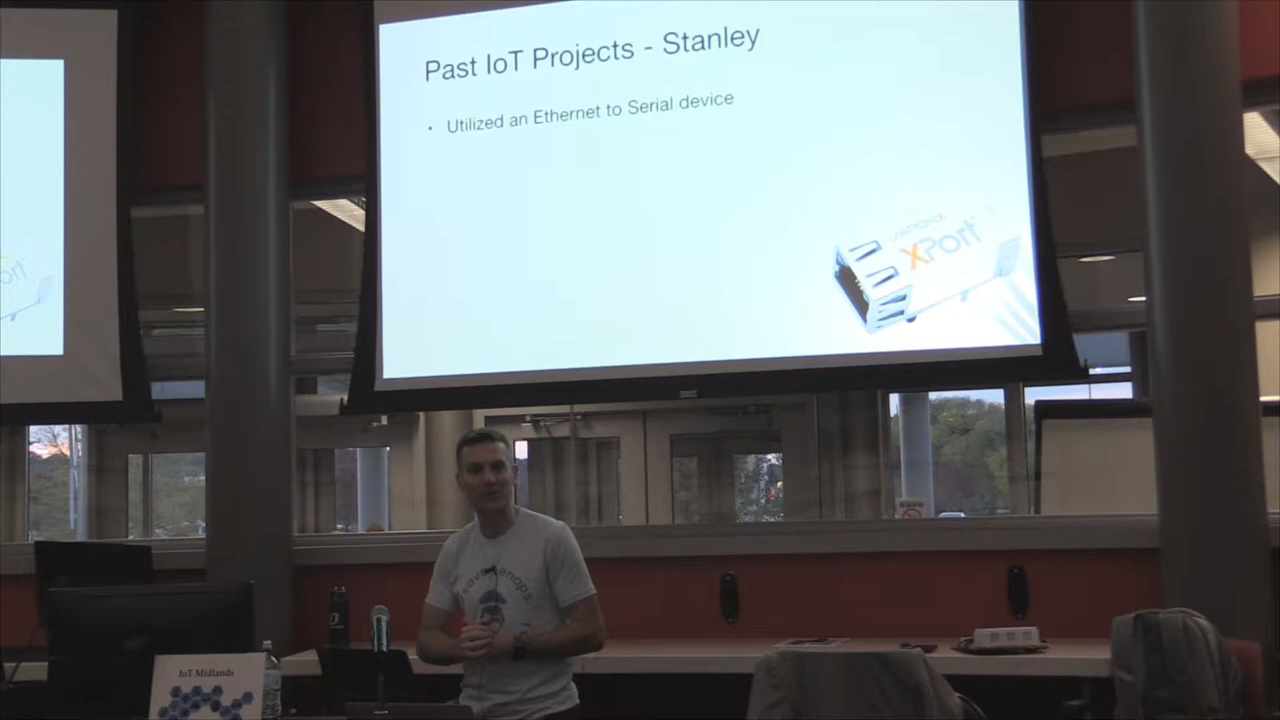 Past IoT Projects - Stanley
• Utilized an Ethernet to Serial device
XPort
IoT Midlands